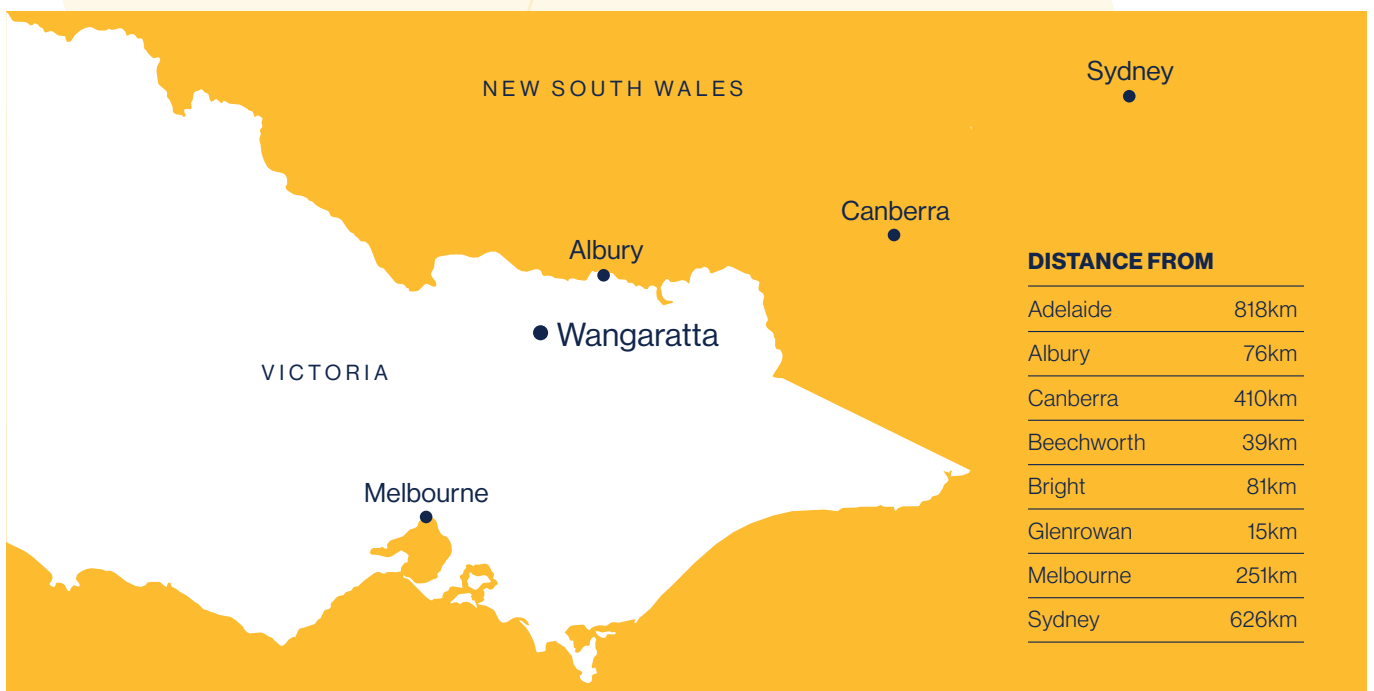 NEW SOUTH WALES
Sydney
Canberra
Albury
Wangaratta
VICTORIA
Melbourne
DISTANCE FROM
Adelaide 818km
Albury 76km
Canberra 410km
Beechworth 39km
Bright 81km
Glenrowan 15km
Melbourne 251km
Sydney 626km